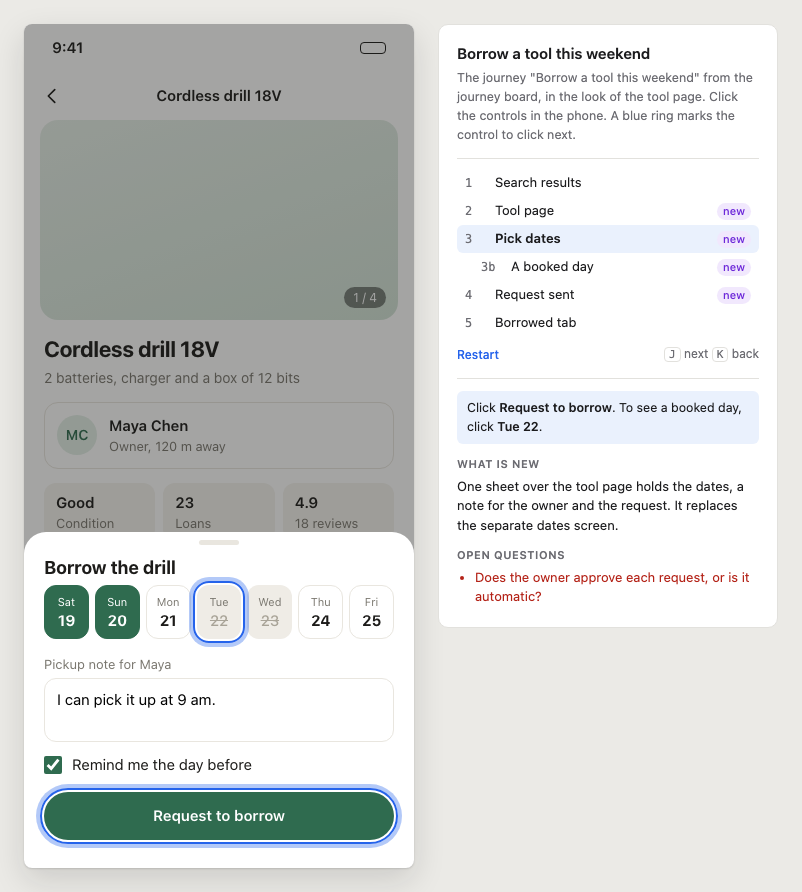 9:41
Cordless drill 18V
1 / 4
Cordless drill 18V
2 batteries, charger and a box of 12 bits
MC
Maya Chen
Owner, 120 m away
Good
Condition
23
Loans
4.9
18 reviews
Borrow the drill
Sat
19
Sun
20
Mon
21
Tue
22
Wed
23
Thu
24
Fri
25
Pickup note for Maya
I can pick it up at 9 am.
Remind me the day before
Request to borrow
Borrow a tool this weekend
The journey "Borrow a tool this weekend" from the
journey board, in the look of the tool page. Click
the controls in the phone. A blue ring marks the
control to click next.
1 Search results
2 Tool page new
3 Pick dates new
3b A booked day new
4 Request sent new
5 Borrowed tab
Restart J next K back
Click Request to borrow. To see a booked day,
click Tue 22.
WHAT IS NEW
One sheet over the tool page holds the dates, a
note for the owner and the request. It replaces
the separate dates screen.
OPEN QUESTIONS
• Does the owner approve each request, or is it
automatic?